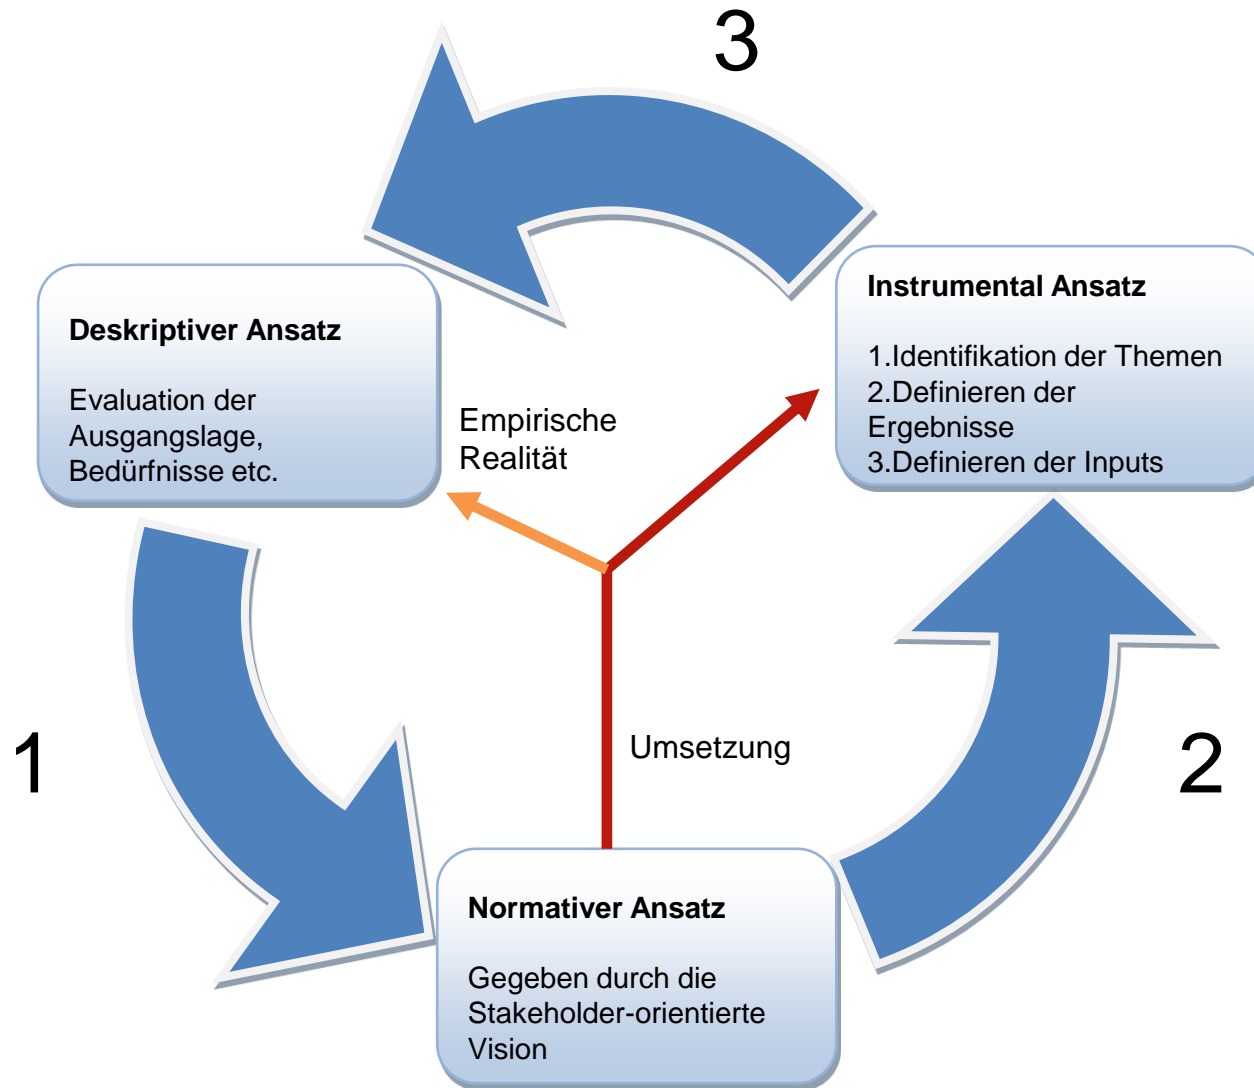 3
Instrumental Ansatz
1.Identifikation der Themen
2.Definieren der
Ergebnisse
3.Definieren der Inputs
Deskriptiver Ansatz
Evaluation der
Ausgangslage,
Bedürfnisse etc.
Empirische
Realität
1
Umsetzung
2
Normativer Ansatz
Gegeben durch die
Stakeholder-orientierte
Vision